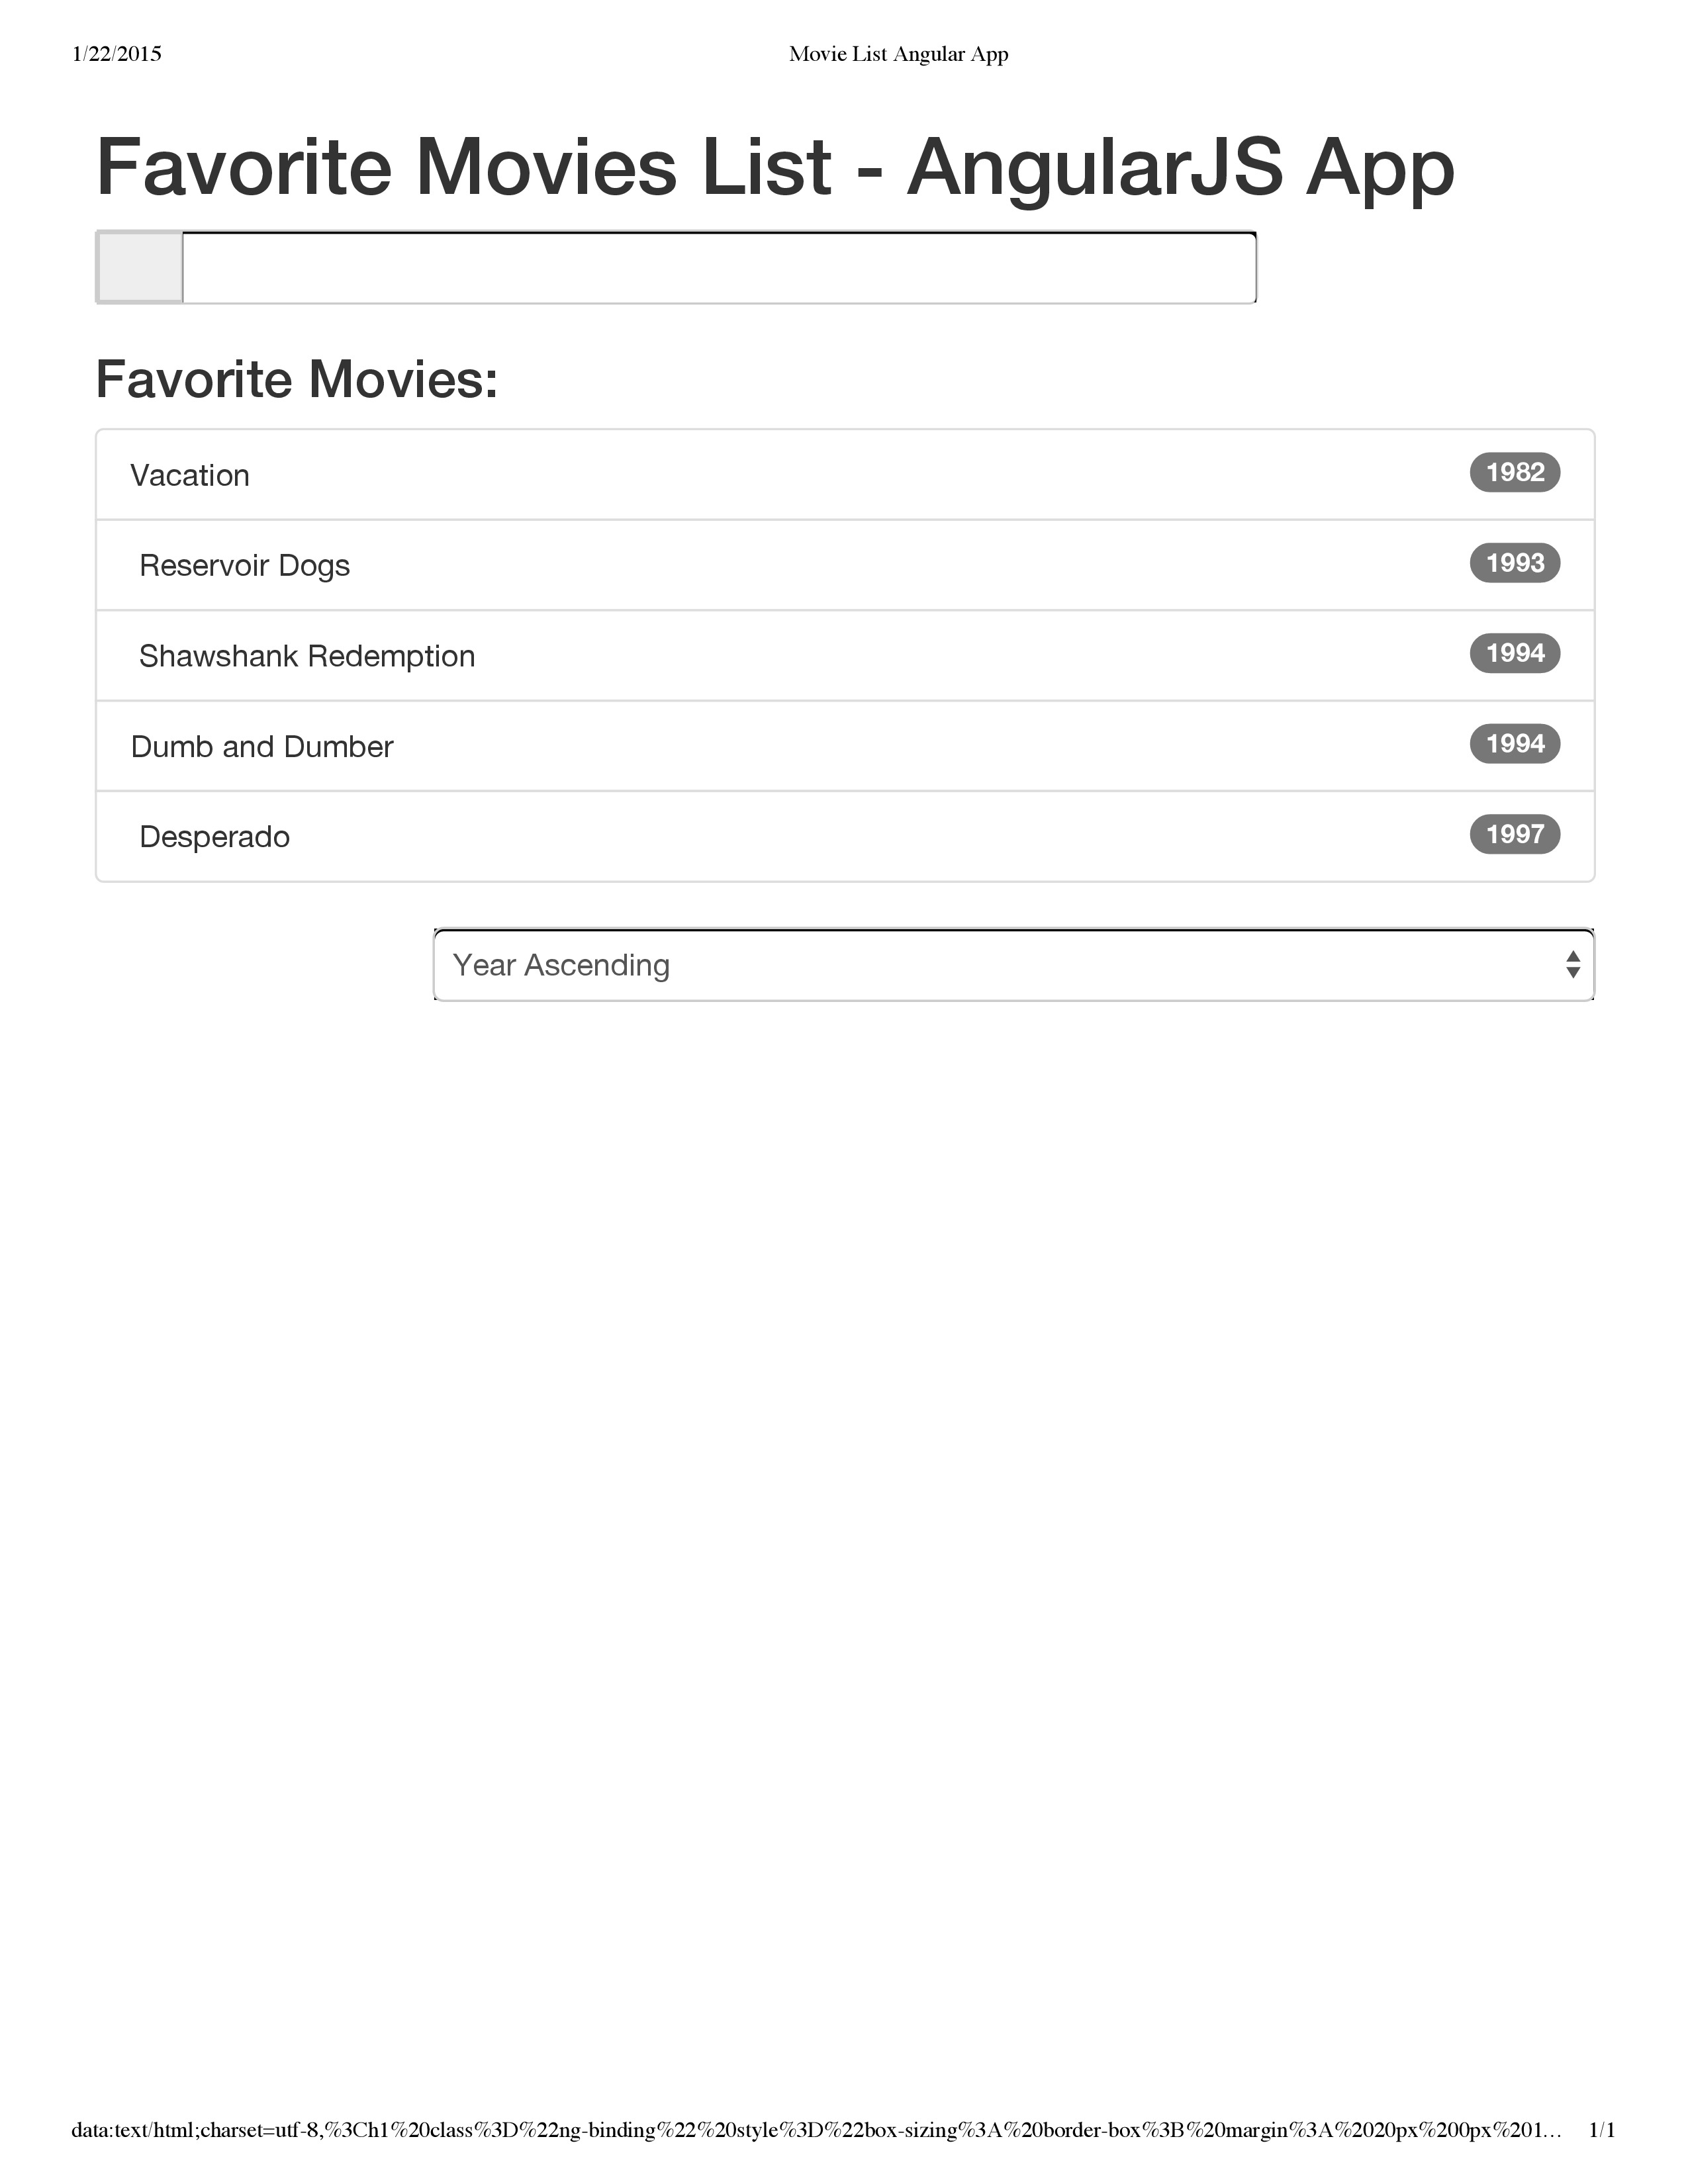 1/22/2015 Movie List Angular App
Favorite Movies List - AngularJS App
Favorite Movies:
Vacation 1982
Reservoir Dogs 1993
Shawshank Redemption 1994
Dumb and Dumber 1994
Desperado 1997
Year Ascending
data:text/html;charset=utf-8,%3Ch1%20class%3D%22ng-binding%22%20style%3D%22box-sizing%3A%20border-box%3B%20margin%3A%2020px%200px%201… 1/1